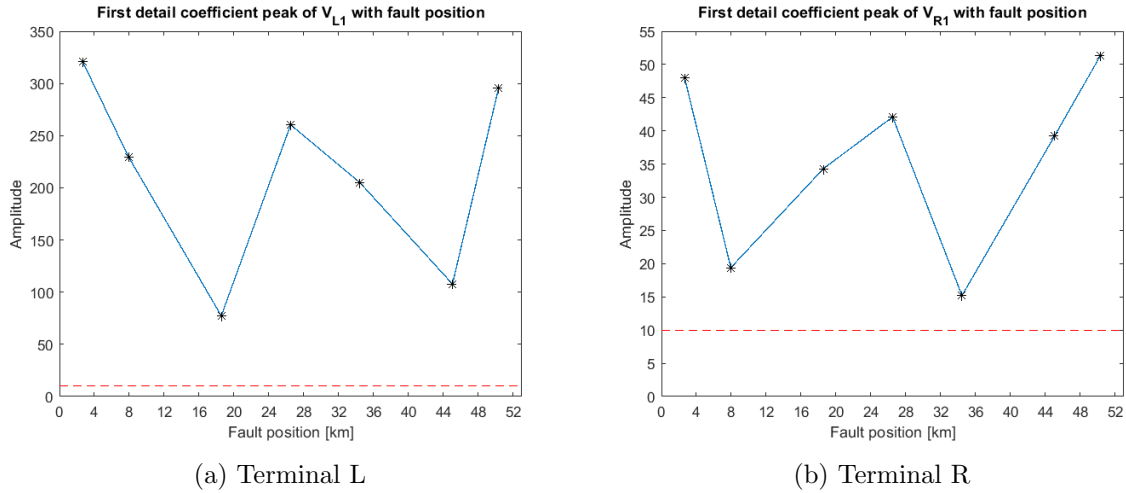 First detail coefficient peak of V_L1 with fault position
350
300
250
200
150
100
50
0
Amplitude
0 4 8 12 16 20 24 28 32 36 40 44 48 52
Fault position [km]
(a) Terminal L
First detail coefficient peak of V_R1 with fault position
55
50
45
40
35
30
25
20
15
10
5
0
Amplitude
0 4 8 12 16 20 24 28 32 36 40 44 48 52
Fault position [km]
(b) Terminal R